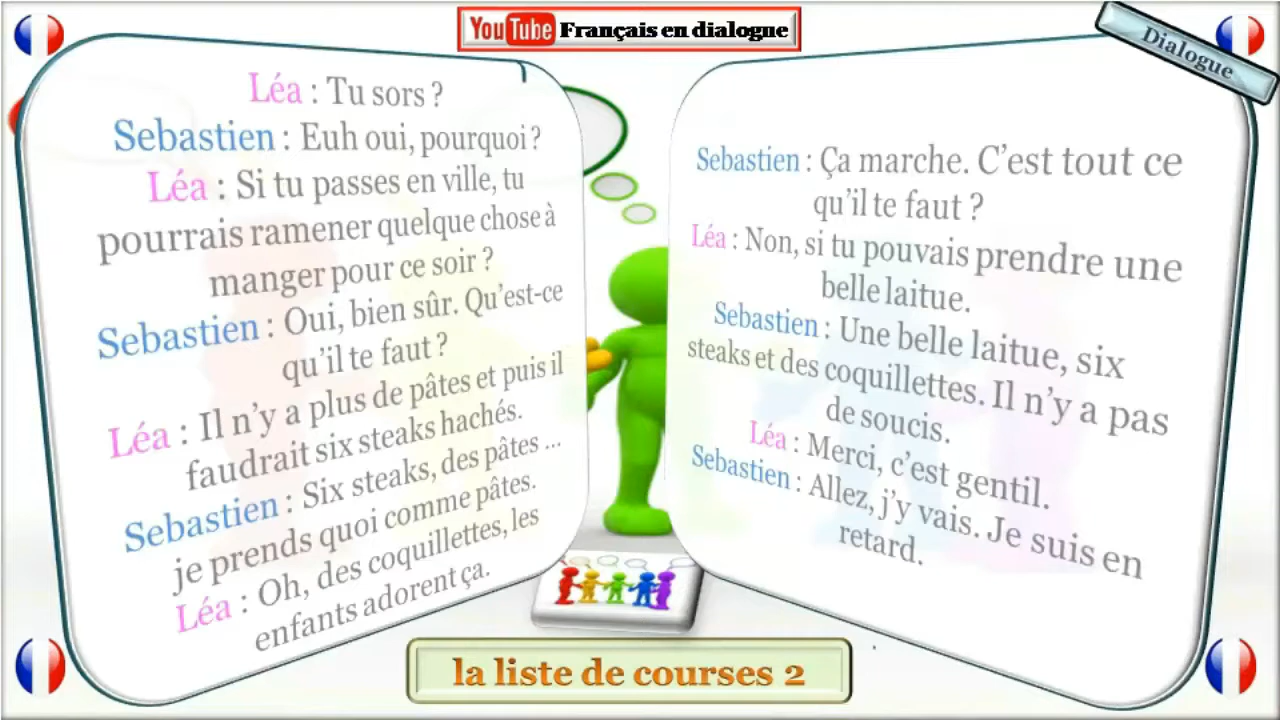 YouTube Français en dialogue
Dialogue
Léa : Tu sors ?
Sebastien : Euh oui, pourquoi ?
Léa : Si tu passes en ville, tu
pourrais ramener quelque chose à
manger pour ce soir ?
Sebastien : Oui, bien sûr. Qu'est-ce
qu'il te faut ?
Léa : Il n'y a plus de pâtes et puis il
faudrait six steaks hachés.
Sebastien : Six steaks, des pâtes ...
je prends quoi comme pâtes.
Léa : Oh, des coquillettes, les
enfants adorent ça.
Sebastien : Ça marche. C'est tout ce
qu'il te faut ?
Léa : Non, si tu pouvais prendre une
belle laitue.
Sebastien : Une belle laitue, six
steaks et des coquillettes. Il n'y a pas
de soucis.
Léa : Merci, c'est gentil.
Sebastien : Allez, j'y vais. Je suis en
retard.
la liste de courses 2